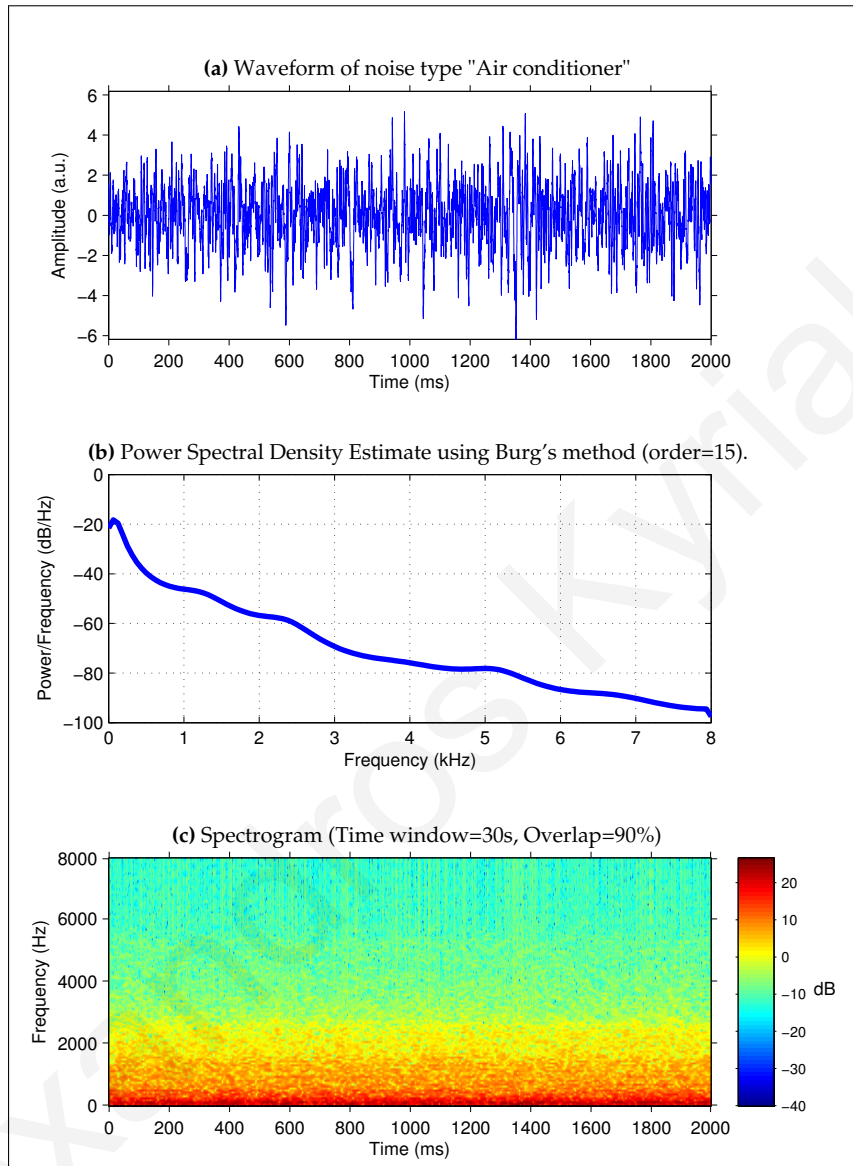 (a) Waveform of noise type "Air conditioner"
6
4
2
0
−2
−4
−6
Amplitude (a.u.)
0 200 400 600 800 1000 1200 1400 1600 1800 2000
Time (ms)
(b) Power Spectral Density Estimate using Burg's method (order=15).
0
−20
−40
−60
−80
−100
Power/Frequency (dB/Hz)
0 1 2 3 4 5 6 7 8
Frequency (kHz)
(c) Spectrogram (Time window=30s, Overlap=90%)
8000
6000
4000
2000
0
Frequency (Hz)
0 200 400 600 800 1000 1200 1400 1600 1800 2000
Time (ms)
20
10
0
−10
−20
−30
−40
dB
xandros Kyrial